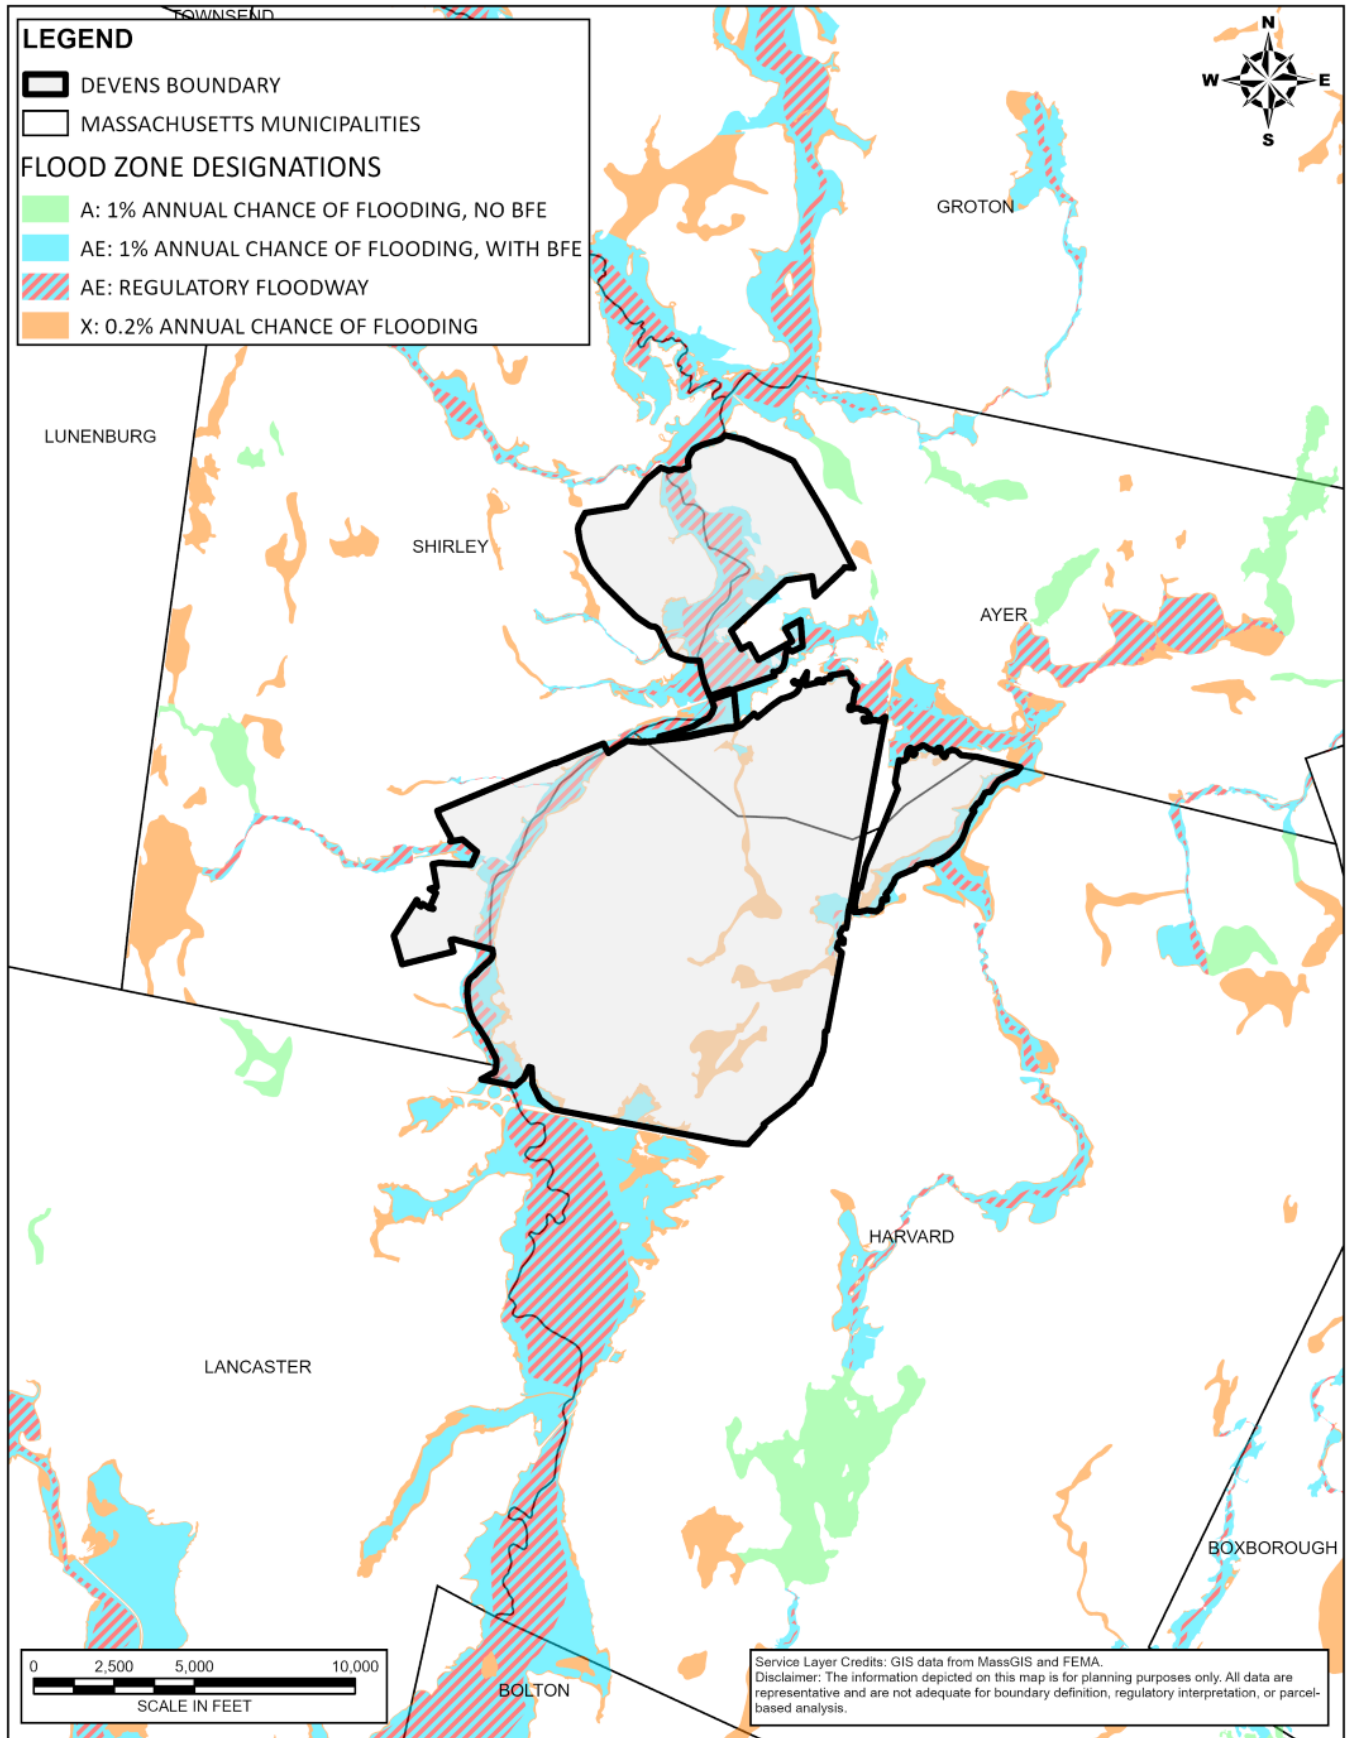 TOWNSEND
LEGEND
DEVENS BOUNDARY
MASSACHUSETTS MUNICIPALITIES
FLOOD ZONE DESIGNATIONS
A: 1% ANNUAL CHANCE OF FLOODING, NO BFE
AE: 1% ANNUAL CHANCE OF FLOODING, WITH BFE
AE: REGULATORY FLOODWAY
X: 0.2% ANNUAL CHANCE OF FLOODING
N
W E
S
GROTON
LUNENBURG
SHIRLEY
AYER
HARVARD
LANCASTER
BOXBOROUGH
BOLTON
0 2,500 5,000 10,000
SCALE IN FEET
Service Layer Credits: GIS data from MassGIS and FEMA.
Disclaimer: The information depicted on this map is for planning purposes only. All data are
representative and are not adequate for boundary definition, regulatory interpretation, or parcel-
based analysis.